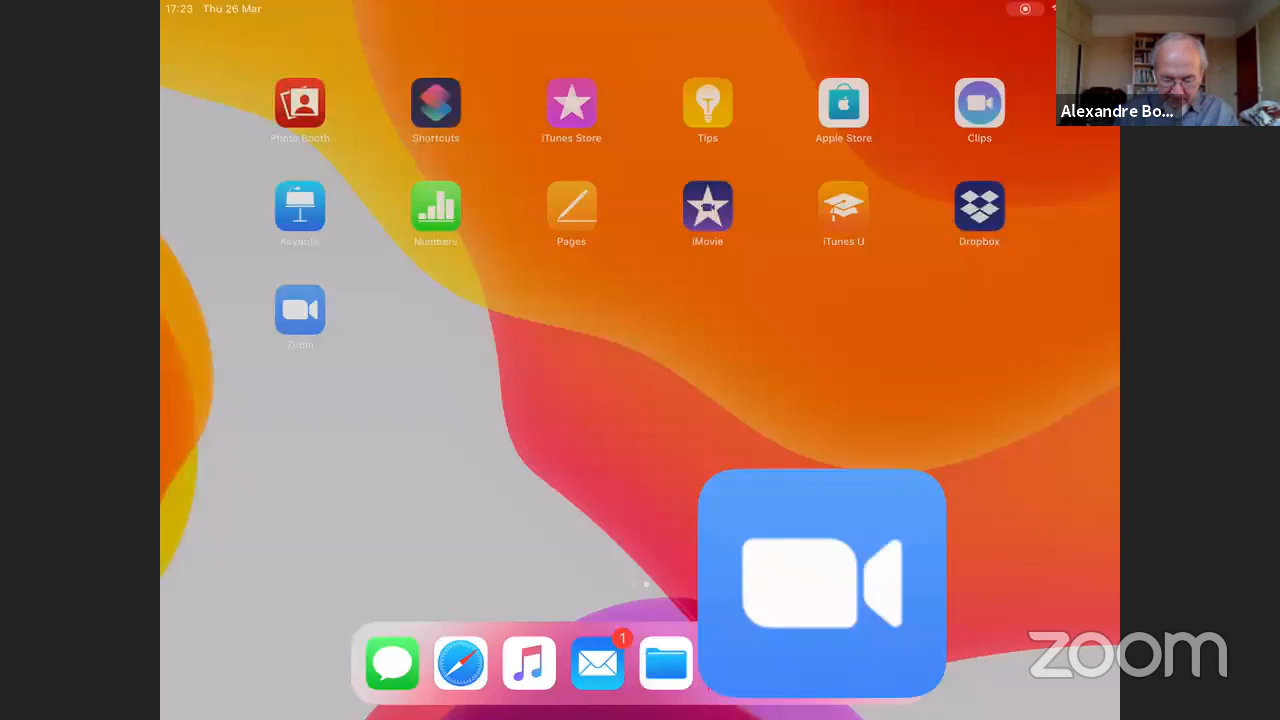 17:23 Thu 26 Mar
Alexandre Bo...
Photo Booth
Shortcuts
iTunes Store
Tips
Apple Store
Clips
Keynote
Numbers
Pages
iMovie
iTunes U
Dropbox
Zoom
1
zoom